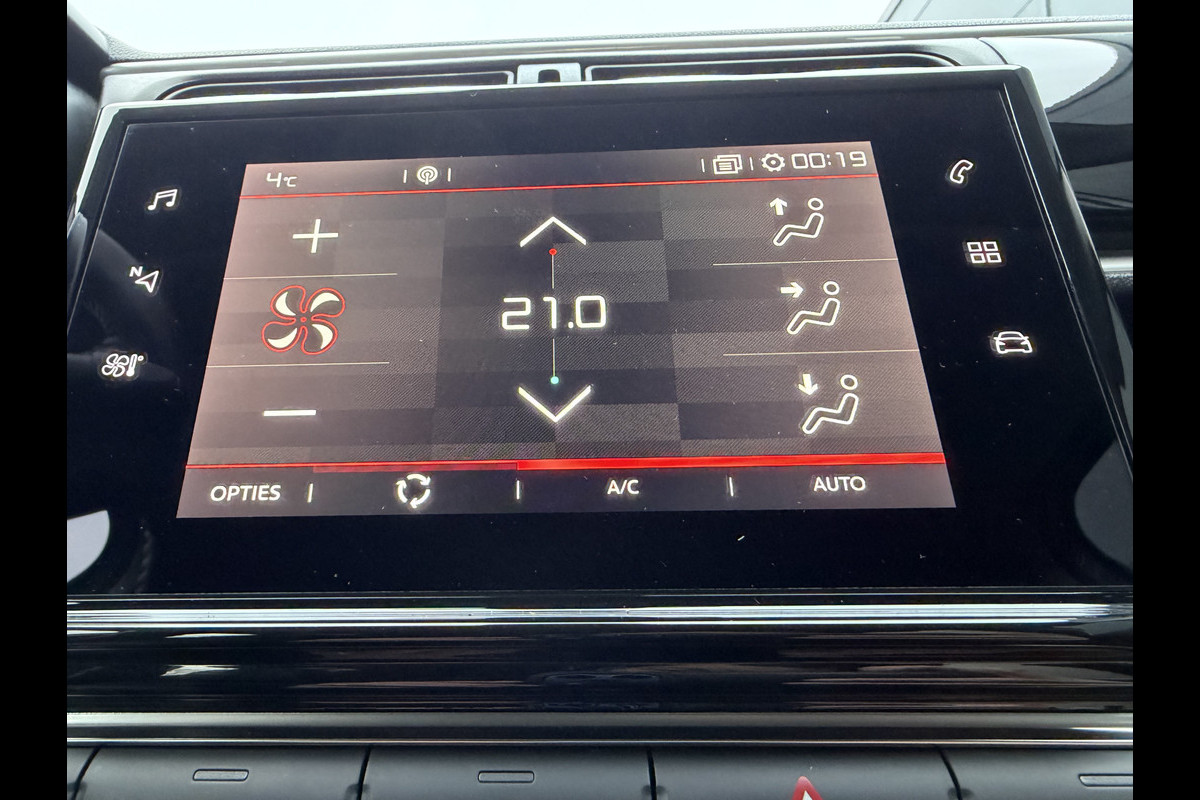 4°C
00:19
N
21.0
OPTIES
A/C
AUTO